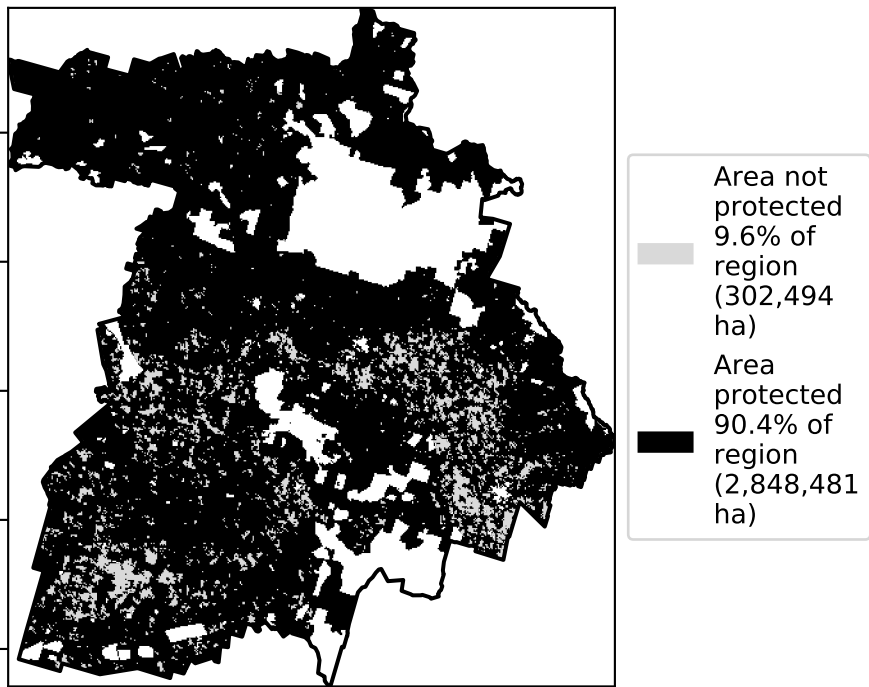 Area not
protected
9.6% of
region
(302,494
ha)
Area
protected
90.4% of
region
(2,848,481
ha)